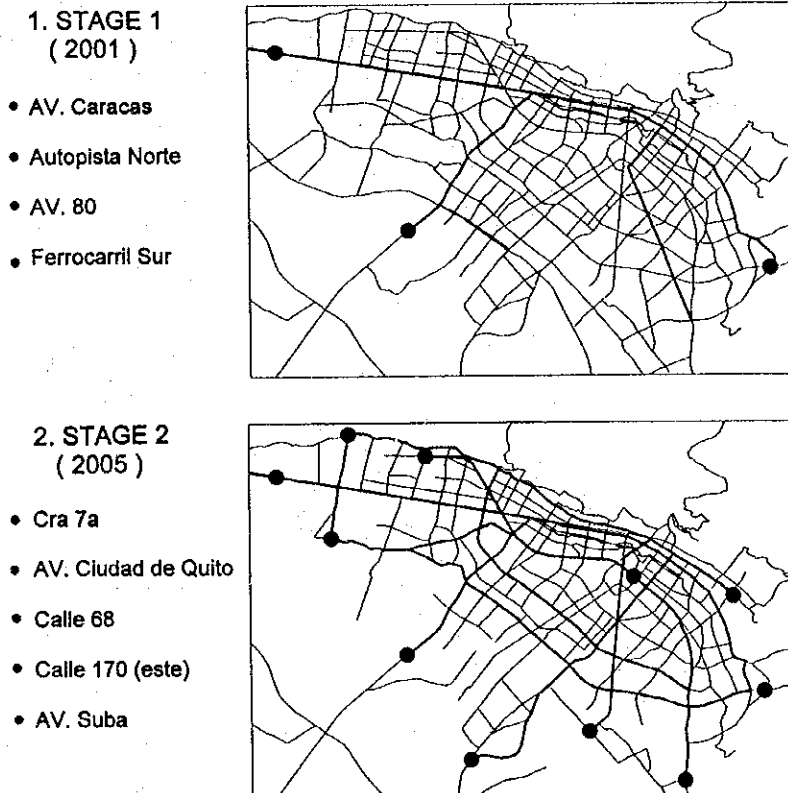 1. STAGE 1
( 2001 )
• AV. Caracas
• Autopista Norte
• AV. 80
• Ferrocarril Sur
2. STAGE 2
( 2005 )
• Cra 7a
• AV. Ciudad de Quito
• Calle 68
• Calle 170 (este)
• AV. Suba